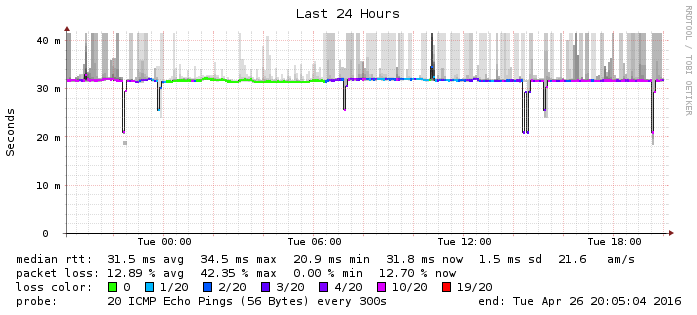 Last 24 Hours
RRDTOOL / TOBI OETIKER
Seconds
40 m
30 m
20 m
10 m
0
Tue 00:00 Tue 06:00 Tue 12:00 Tue 18:00
median rtt: 31.5 ms avg 34.5 ms max 20.9 ms min 31.8 ms now 1.5 ms sd 21.6 am/s
packet loss: 12.89 % avg 42.35 % max 0.00 % min 12.70 % now
loss color: 0 1/20 2/20 3/20 4/20 10/20 19/20
probe: 20 ICMP Echo Pings (56 Bytes) every 300s end: Tue Apr 26 20:05:04 2016